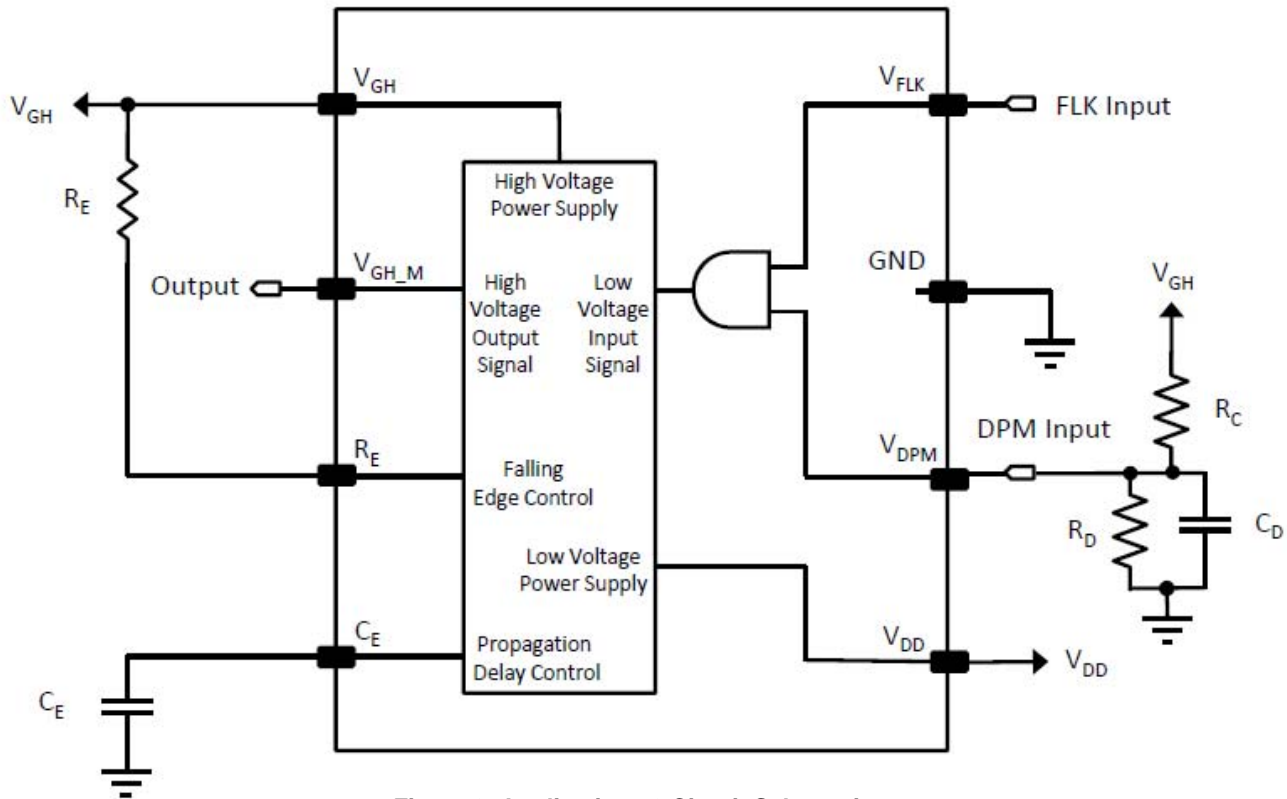 V_GH
V_FLK
V_GH
FLK Input
High Voltage
Power Supply
R_E
GND
V_GH_M
Output
High
Voltage
Output
Signal
Low
Voltage
Input
Signal
V_GH
R_C
DPM Input
R_E
V_DPM
Falling
Edge Control
R_D
C_D
Low Voltage
Power Supply
C_E
V_DD
Propagation
Delay Control
V_DD
C_E